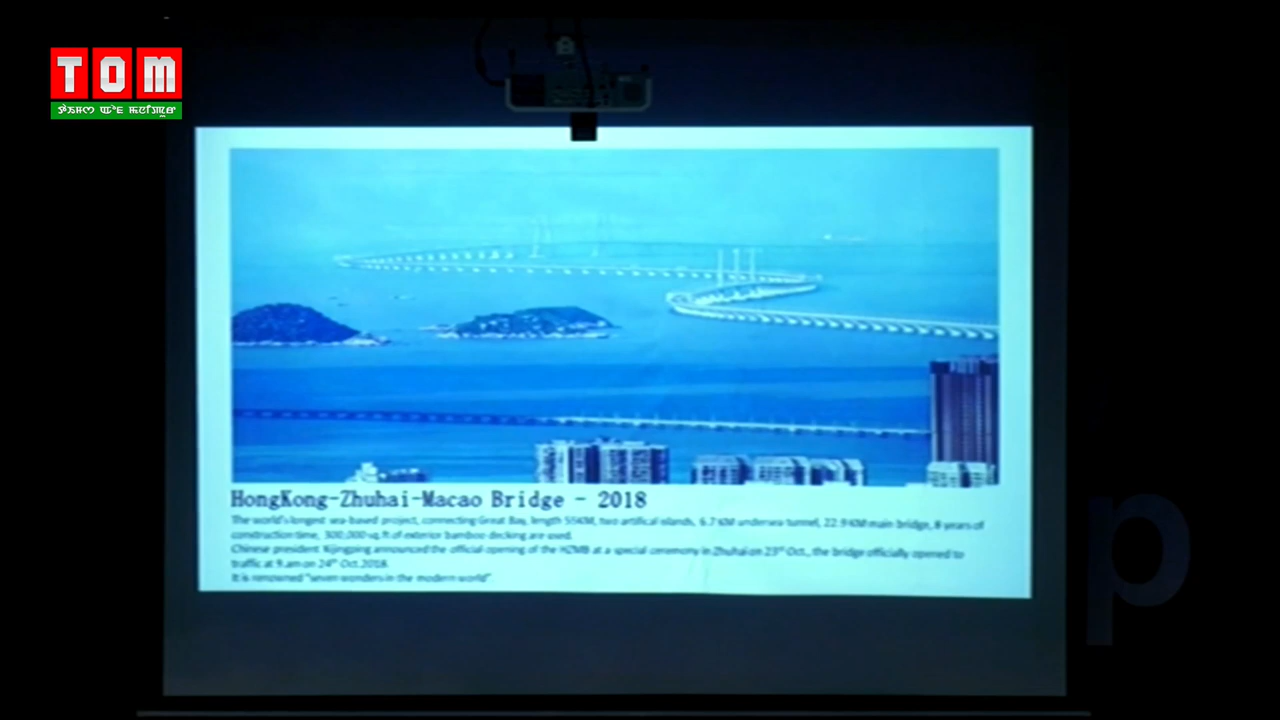 TOM
HongKong-Zhuhai-Macao Bridge - 2018
The world's longest sea-based project, connecting Great Bay, length 55KM, two artifical islands, 6.7 KM undersea tunnel, 22.9 KM main bridge, 8 years of
construction time, 300,000 sq.ft of exterior bamboo decking are used.
Chinese president Xijingping announced the official opening of the HZMB at a special ceremony in Zhuhai on 23rd Oct., the bridge officially opened to
traffic at 9 am on 24th Oct.2018.
It is renowned "seven wonders in the modern world"
p